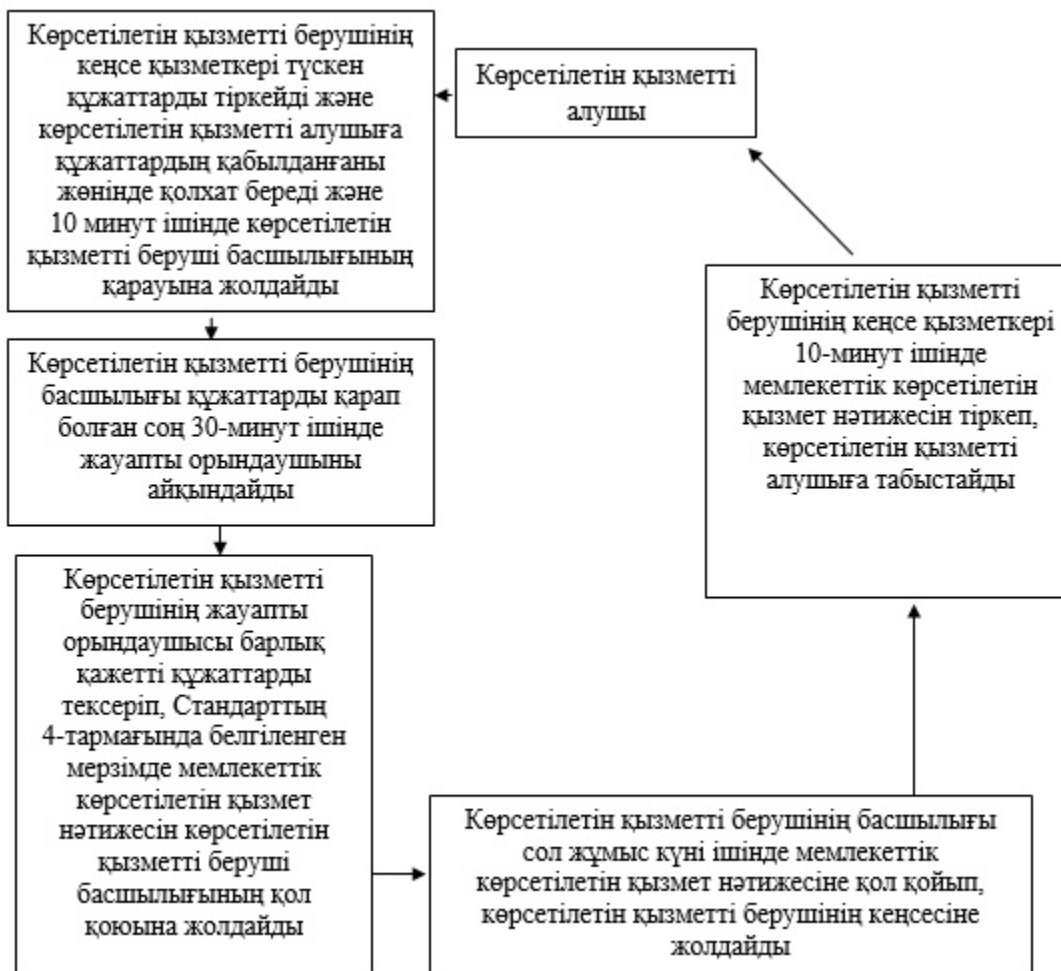 Көрсетілетін қызметті берушінің
кеңсе қызметкері түскен
құжаттарды тіркейді және
көрсетілетін қызметті алушыға
құжаттардың қабылданғаны
жөнінде қолхат береді және
10 минут ішінде көрсетілетін
қызметті беруші басшылығының
қарауына жолдайды
Көрсетілетін қызметті
алушы
Көрсетілетін қызметті берушінің
басшылығы құжаттарды қарап
болған соң 30-минут ішінде
жауапты орындаушыны
айқындайды
Көрсетілетін қызметті
берушінің жауапты
орындаушысы барлық
қажетті құжаттарды
тексеріп, Стандарттың
4-тармағында белгіленген
мерзімде мемлекеттік
көрсетілетін қызмет
нәтижесін көрсетілетін
қызметті беруші
басшылығының қол
қоюына жолдайды
Көрсетілетін қызметті берушінің басшылығы
сол жұмыс күні ішінде мемлекеттік
көрсетілетін қызмет нәтижесіне қол қойып,
көрсетілетін қызметті берушінің кеңсесіне
жолдайды
Көрсетілетін қызметті
берушінің кеңсе қызметкері
10-минут ішінде
мемлекеттік көрсетілетін
қызмет нәтижесін тіркеп,
көрсетілетін қызметті
алушыға табыстайды